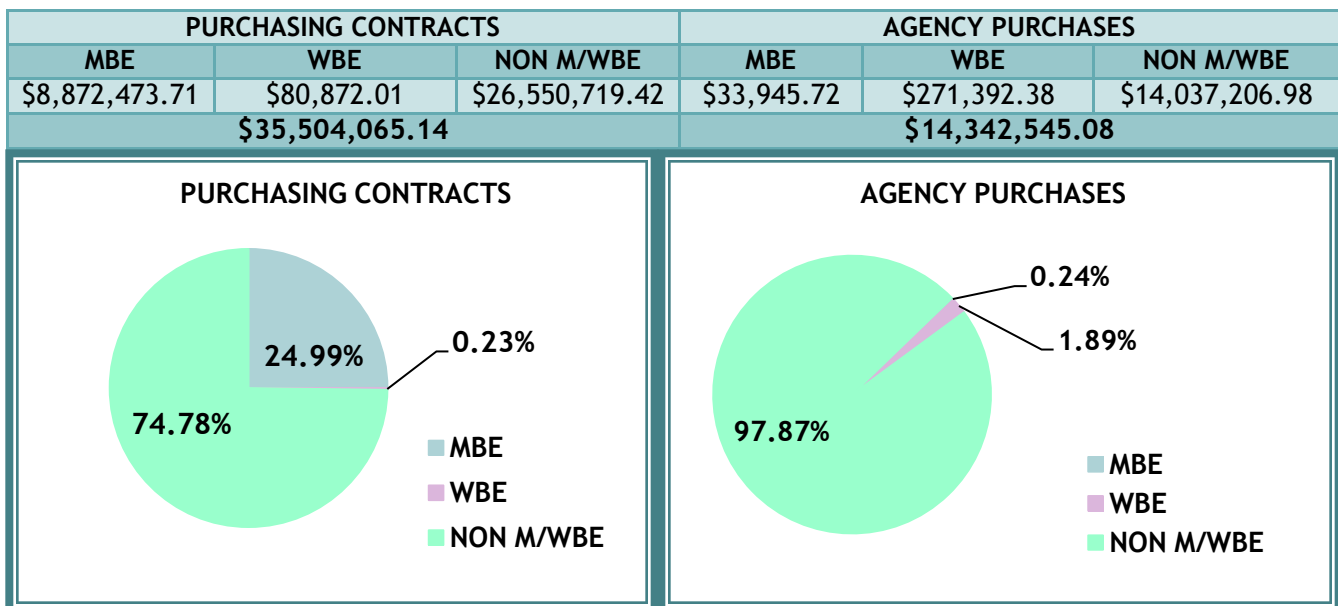 PURCHASING CONTRACTS AGENCY PURCHASES
MBE WBE NON M/WBE MBE WBE NON M/WBE
$8,872,473.71 $80,872.01 $26,550,719.42 $33,945.72 $271,392.38 $14,037,206.98
$35,504,065.14 $14,342,545.08
PURCHASING CONTRACTS
24.99%
0.23%
74.78%
MBE
WBE
NON M/WBE
AGENCY PURCHASES
0.24%
1.89%
97.87%
MBE
WBE
NON M/WBE